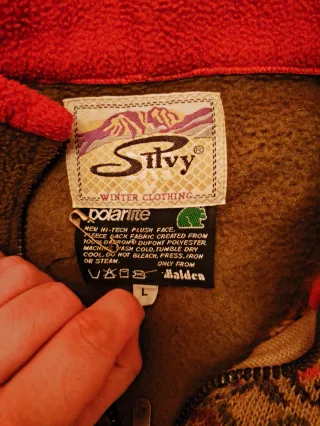 Silvy®
WINTER CLOTHING
polarlite
NEW HI-TECH PLUSH FACE,
FLEECE BACK FABRIC CREATED FROM
100% DACRON® DUPONT POLYESTER.
MACHINE WASH COLD, TUMBLE DRY
COOL, DO NOT BLEACH, PRESS, IRON
OR STEAM.
ONLY FROM
Malden
L